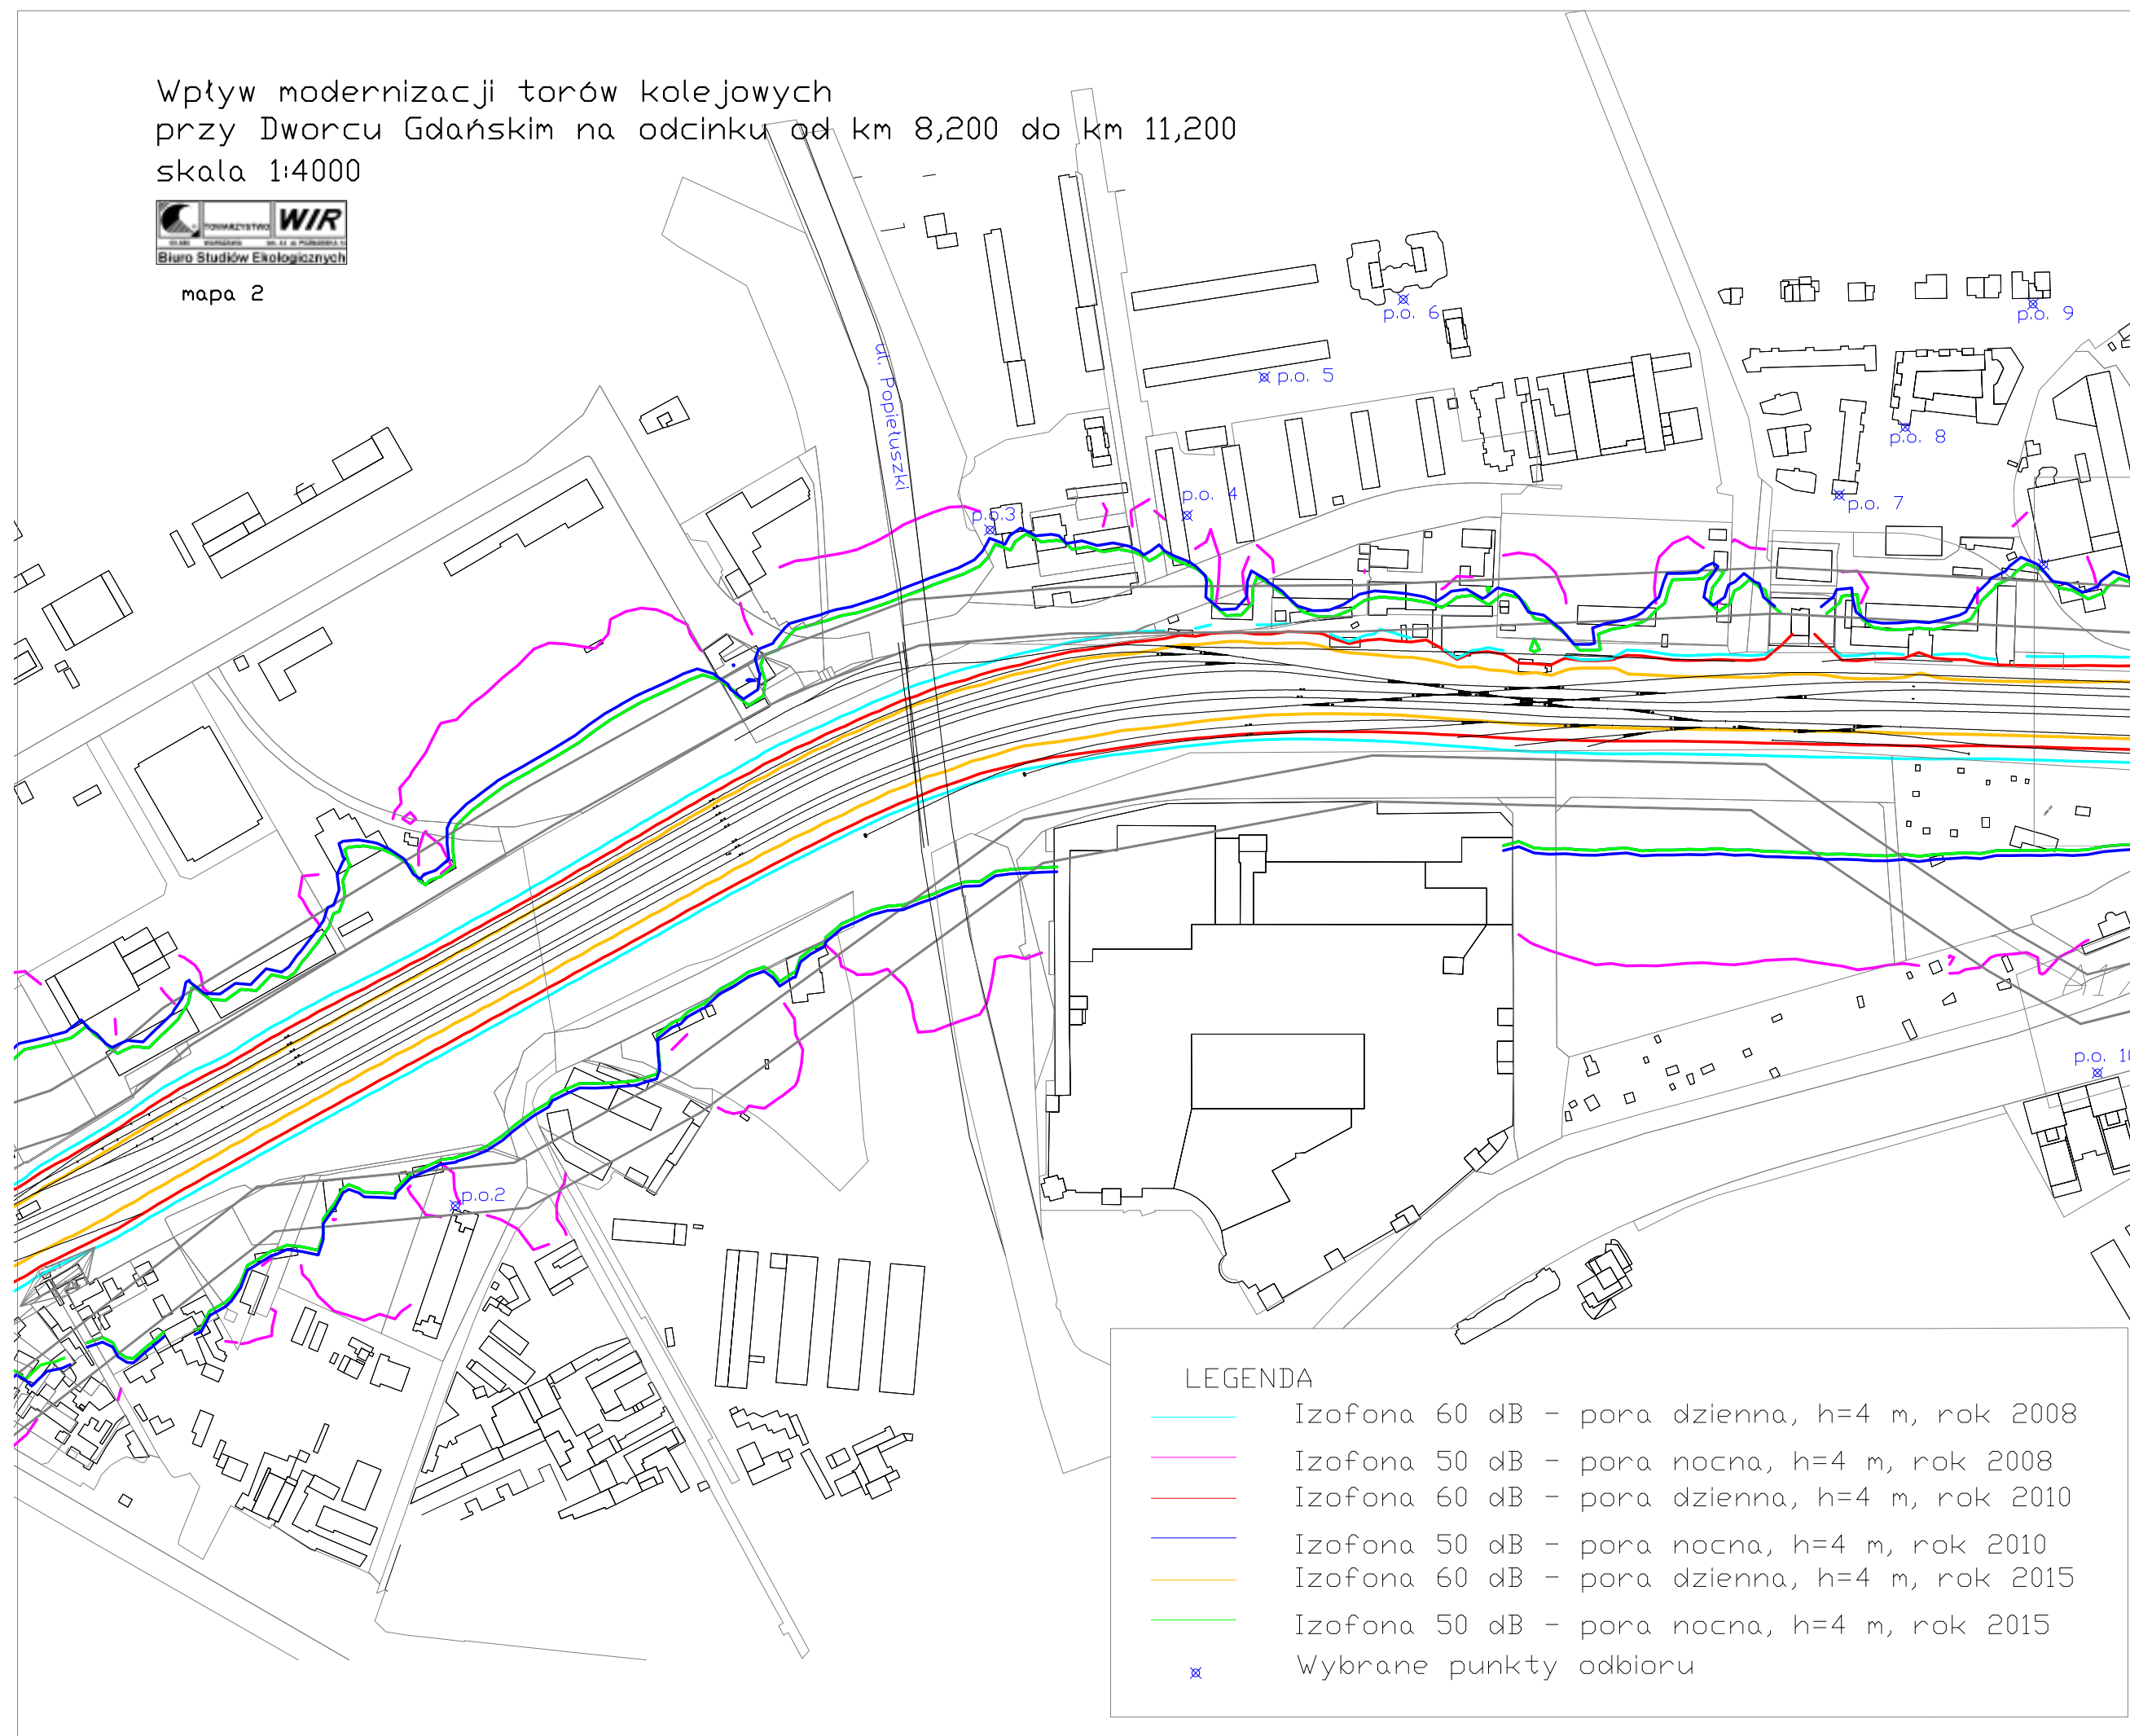 Wpływ modernizacji torów kolejowych
przy Dworcu Gdańskim na odcinku od km 8,200 do km 11,200
skala 1:4000
TOWARZYSTWO WIR
Biuro Studiów Ekologicznych
mapa 2
ul. Popiełuszki
p.o. 6
p.o. 9
p.o. 5
p.o. 8
p.o. 4
p.o. 7
p.o.3
p.o. 10
p.o.2
LEGENDA
Izofona 60 dB - pora dzienna, h=4 m, rok 2008
Izofona 50 dB - pora nocna, h=4 m, rok 2008
Izofona 60 dB - pora dzienna, h=4 m, rok 2010
Izofona 50 dB - pora nocna, h=4 m, rok 2010
Izofona 60 dB - pora dzienna, h=4 m, rok 2015
Izofona 50 dB - pora nocna, h=4 m, rok 2015
Wybrane punkty odbioru